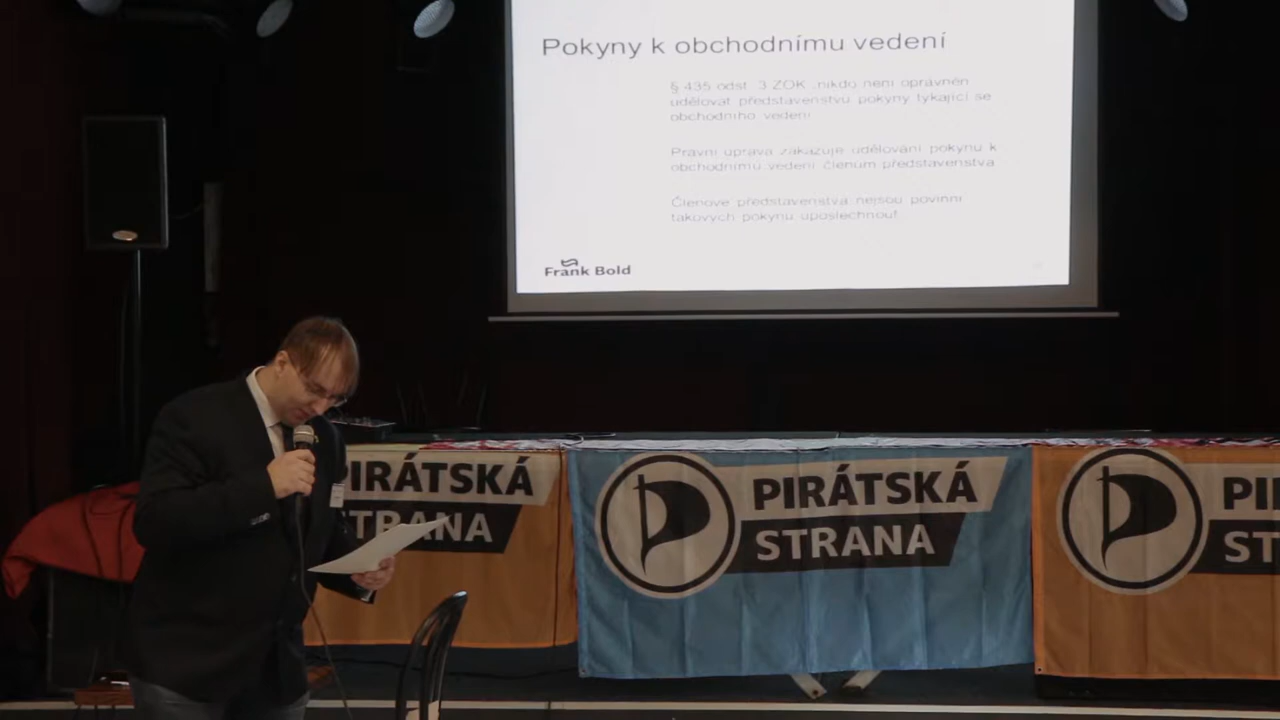 Pokyny k obchodnímu vedení
§ 435 odst. 3 ZOK „nikdo není oprávněn
udělovat představenstvu pokyny týkající se
obchodního vedení
Právní úprava zakazuje udělování pokynů k
obchodnímu vedení členům představenstva
Členové představenstva nejsou povinni
takových pokynů uposlechnout
Frank Bold
PIRÁTSKÁ
STRANA
PIRÁTSKÁ
STRANA
PI
ST